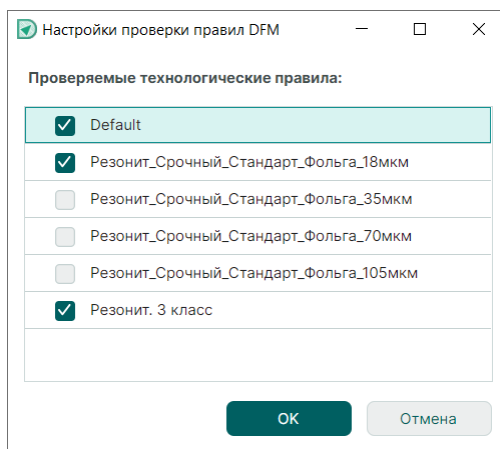 Настройки проверки правил DFM
Проверяемые технологические правила:
Default
Резонит_Срочный_Стандарт_Фольга_18мкм
Резонит_Срочный_Стандарт_Фольга_35мкм
Резонит_Срочный_Стандарт_Фольга_70мкм
Резонит_Срочный_Стандарт_Фольга_105мкм
Резонит. 3 класс
OK Отмена